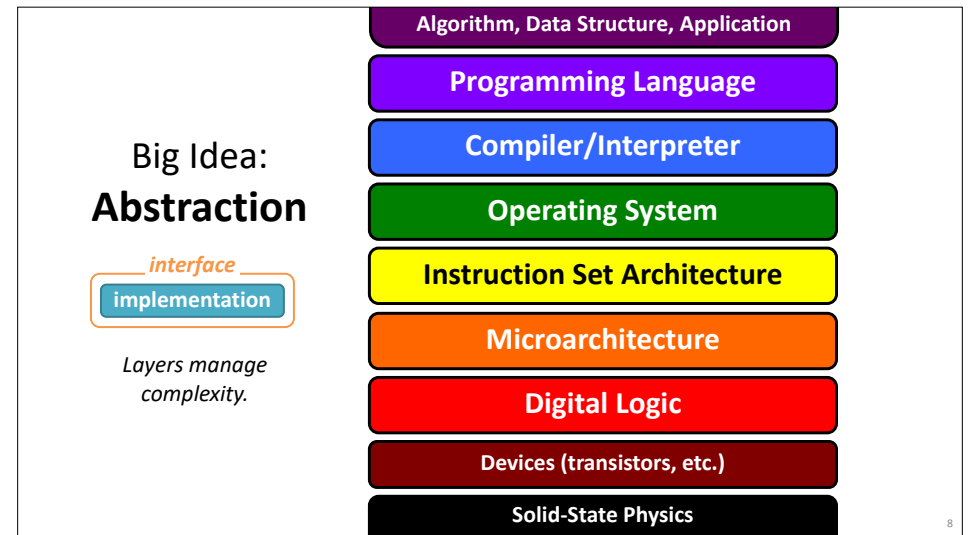 Big Idea:
Abstraction
interface
implementation
Layers manage
complexity.
Algorithm, Data Structure, Application
Programming Language
Compiler/Interpreter
Operating System
Instruction Set Architecture
Microarchitecture
Digital Logic
Devices (transistors, etc.)
Solid-State Physics
8